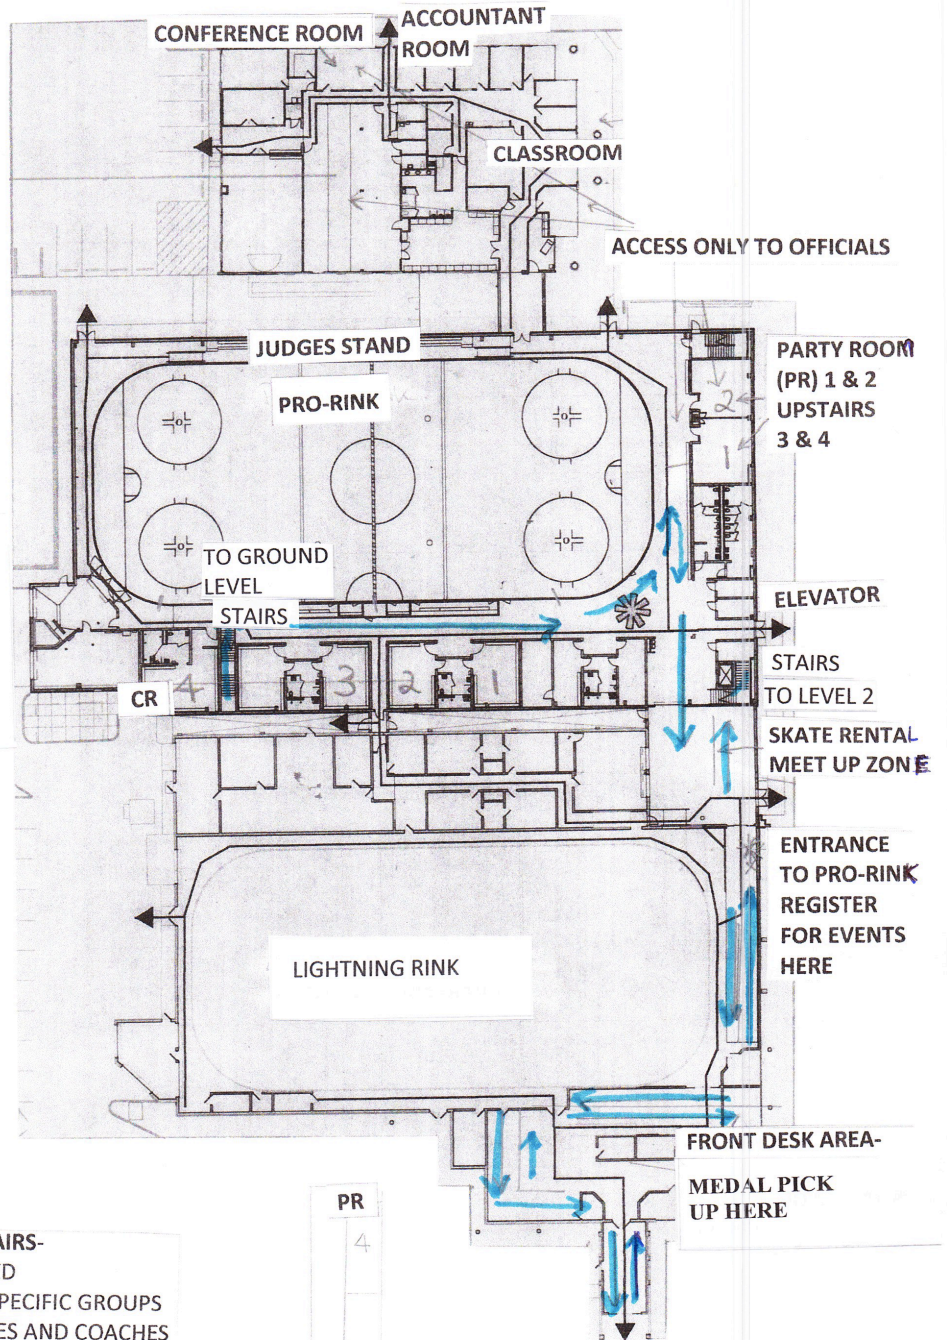 CONFERENCE ROOM
ACCOUNTANT
ROOM
CLASSROOM
ACCESS ONLY TO OFFICIALS
JUDGES STAND
PRO-RINK
PARTY ROOM
(PR) 1 & 2
UPSTAIRS
3 & 4
2
1
TO GROUND
LEVEL
STAIRS
ELEVATOR
STAIRS
TO LEVEL 2
CR
4
3
2
1
SKATE RENTAL
MEET UP ZONE
ENTRANCE
TO PRO-RINK
REGISTER
FOR EVENTS
HERE
LIGHTNING RINK
FRONT DESK AREA-
MEDAL PICK
UP HERE
PR
4
AIRS-
D
PECIFIC GROUPS
ES AND COACHES